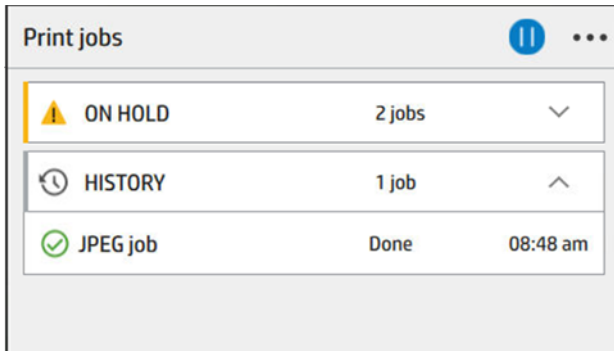 Print jobs
ON HOLD 2 jobs
HISTORY 1 job
JPEG job Done 08:48 am